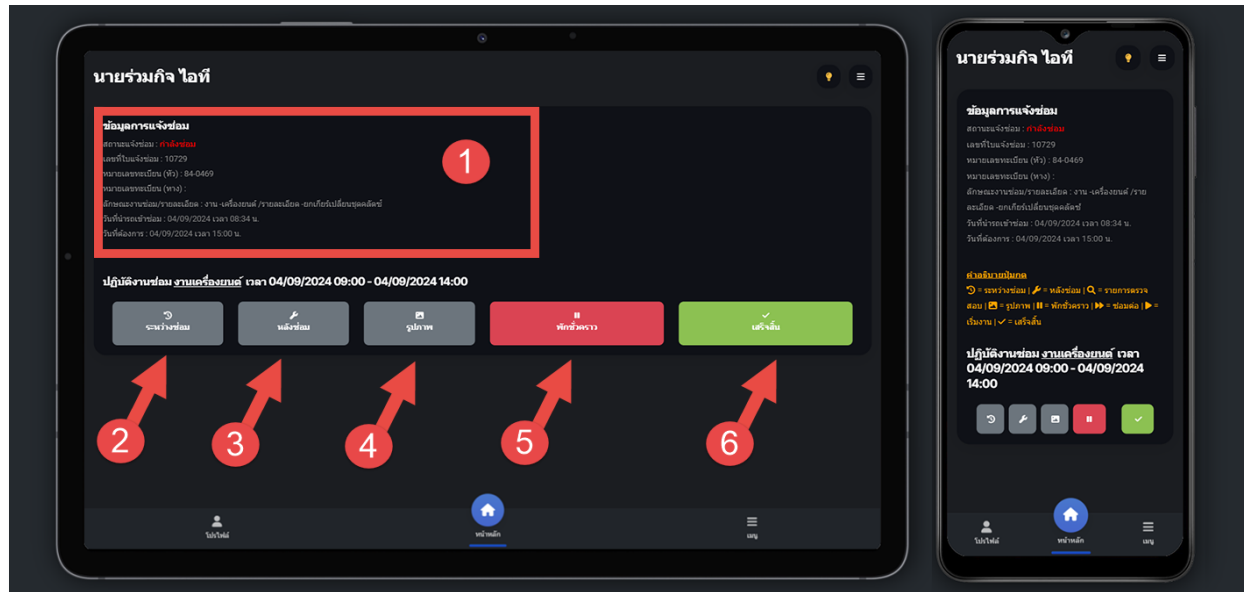 นายร่วมกิจ ไอที
ข้อมูลการแจ้งซ่อม
สถานะแจ้งซ่อม : กำลังซ่อม
เลขที่ใบแจ้งซ่อม : 10729
หมายเลขทะเบียน (หัว) : 84-0469
หมายเลขทะเบียน (หาง) :
ลักษณะงานซ่อม/รายละเอียด : งาน -เครื่องยนต์ /รายละเอียด -ยกเกียร์เปลี่ยนชุดคลัตช์
วันที่นำรถเข้าซ่อม : 04/09/2024 เวลา 08:34 น.
วันที่ต้องการ : 04/09/2024 เวลา 15:00 น.
1
ปฏิบัติงานซ่อม งานเครื่องยนต์ เวลา 04/09/2024 09:00 - 04/09/2024 14:00
ระหว่างซ่อม
หลังซ่อม
รูปภาพ
พักชั่วคราว
เสร็จสิ้น
2
3
4
5
6
โปรไฟล์
หน้าหลัก
เมนู
นายร่วมกิจ ไอที
ข้อมูลการแจ้งซ่อม
สถานะแจ้งซ่อม : กำลังซ่อม
เลขที่ใบแจ้งซ่อม : 10729
หมายเลขทะเบียน (หัว) : 84-0469
หมายเลขทะเบียน (หาง) :
ลักษณะงานซ่อม/รายละเอียด : งาน -เครื่องยนต์ /ราย
ละเอียด -ยกเกียร์เปลี่ยนชุดคลัตช์
วันที่นำรถเข้าซ่อม : 04/09/2024 เวลา 08:34 น.
วันที่ต้องการ : 04/09/2024 เวลา 15:00 น.
คำอธิบายปุ่มกด
= ระหว่างซ่อม | = หลังซ่อม | = รายการตรวจ
สอบ | = รูปภาพ | = พักชั่วคราว | = ซ่อมต่อ | =
เริ่มงาน | = เสร็จสิ้น
ปฏิบัติงานซ่อม งานเครื่องยนต์ เวลา
04/09/2024 09:00 - 04/09/2024
14:00
โปรไฟล์
หน้าหลัก
เมนู